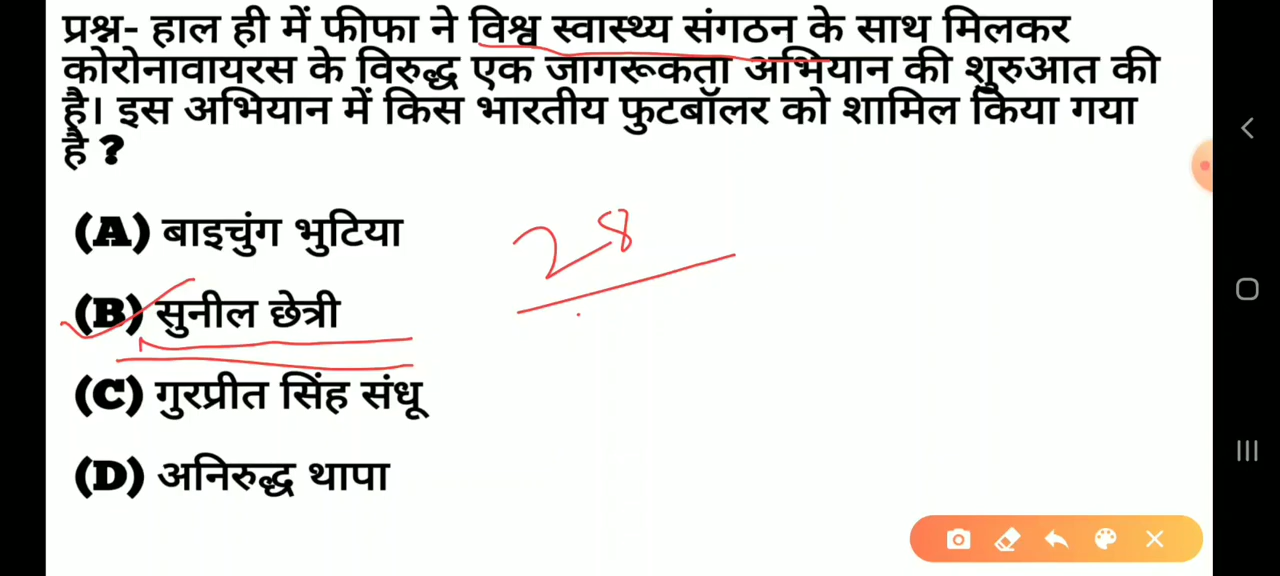 प्रश्न- हाल ही में फीफा ने विश्व स्वास्थ्य संगठन के साथ मिलकर
कोरोनावायरस के विरुद्ध एक जागरूकता अभियान की शुरुआत की
है। इस अभियान में किस भारतीय फुटबॉलर को शामिल किया गया
है ?
(A) बाइचुंग भुटिया
28
(B) सुनील छेत्री
(C) गुरप्रीत सिंह संधू
(D) अनिरुद्ध थापा